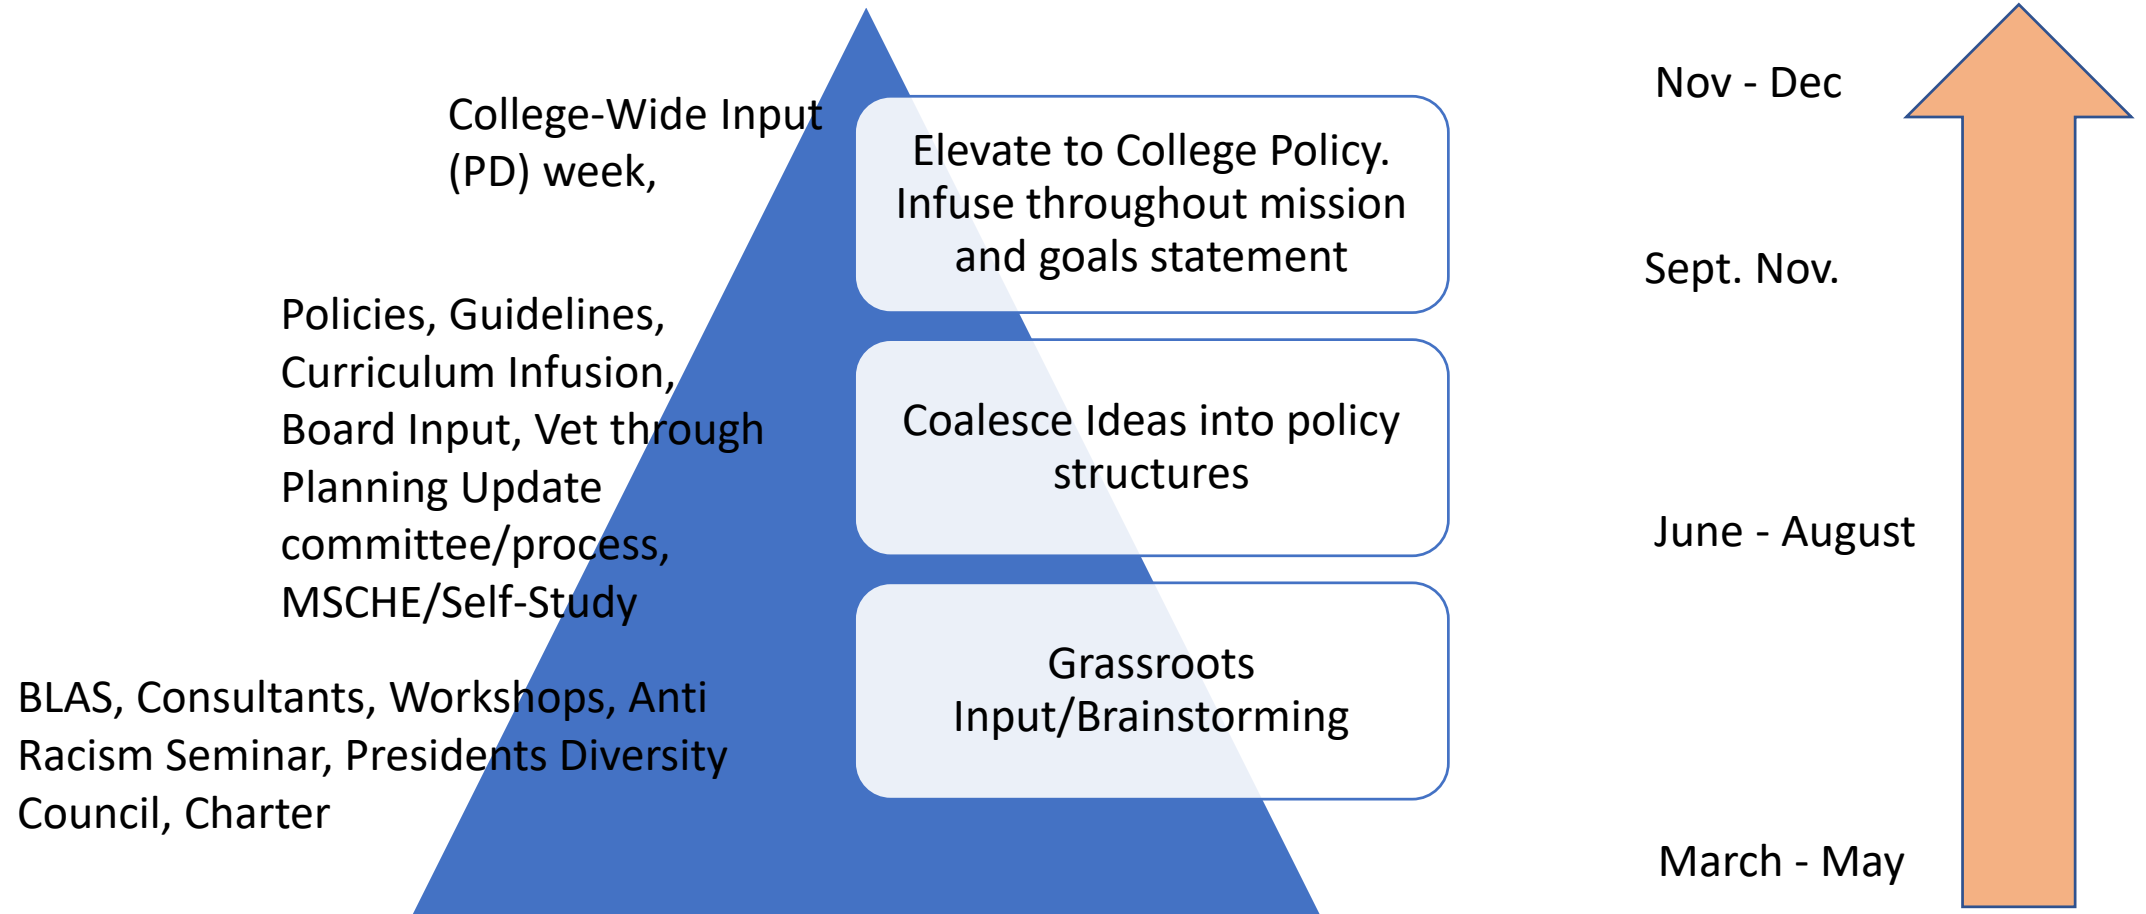 College-Wide Input
(PD) week,
Policies, Guidelines,
Curriculum Infusion,
Board Input, Vet through
Planning Update
committee/process,
MSCHE/Self-Study
BLAS, Consultants, Workshops, Anti
Racism Seminar, Presidents Diversity
Council, Charter
Elevate to College Policy.
Infuse throughout mission
and goals statement
Coalesce Ideas into policy
structures
Grassroots
Input/Brainstorming
Nov - Dec
Sept. Nov.
June - August
March - May